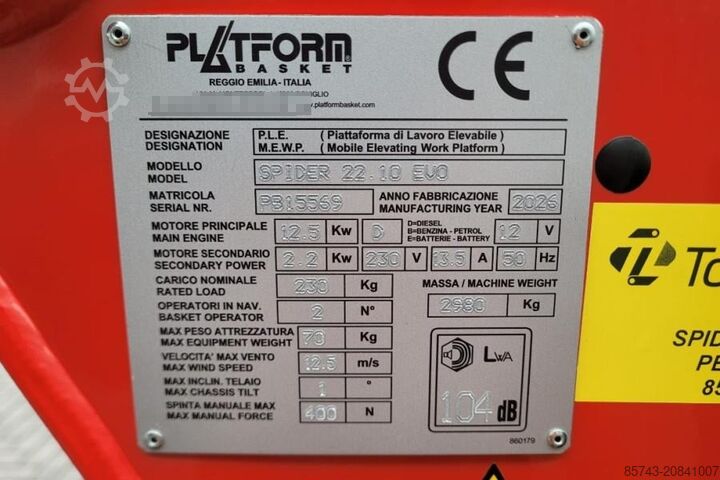 PLATFORM
BASKET
REGGIO EMILIA - ITALIA
www.platformbasket.com
CE
DESIGNAZIONE P.L.E. ( Piattaforma di Lavoro Elevabile )
DESIGNATION M.E.W.P. ( Mobile Elevating Work Platform )
MODELLO
MODEL SPIDER 22.10 EVO
MATRICOLA
SERIAL NR. PB15569
ANNO FABBRICAZIONE
MANUFACTURING YEAR 2026
MOTORE PRINCIPALE
MAIN ENGINE 12.5 Kw D
D=DIESEL
B=BENZINA - PETROL
E=BATTERIE - BATTERY
12 V
MOTORE SECONDARIO
SECONDARY POWER 2.2 Kw 230 V 13.5 A 50 Hz
CARICO NOMINALE
RATED LOAD 230 Kg
MASSA / MACHINE WEIGHT
2980 Kg
OPERATORI IN NAV.
BASKET OPERATOR 2 N°
MAX PESO ATTREZZATURA
MAX EQUIPMENT WEIGHT 70 Kg
VELOCITA' MAX VENTO
MAX WIND SPEED 12.5 m/s
MAX INCLIN. TELAIO
MAX CHASSIS TILT 1 °
SPINTA MANUALE MAX
MAX MANUAL FORCE 400 N
LWA
104 dB
860179
To
SPID
PE
85
85743-20841007